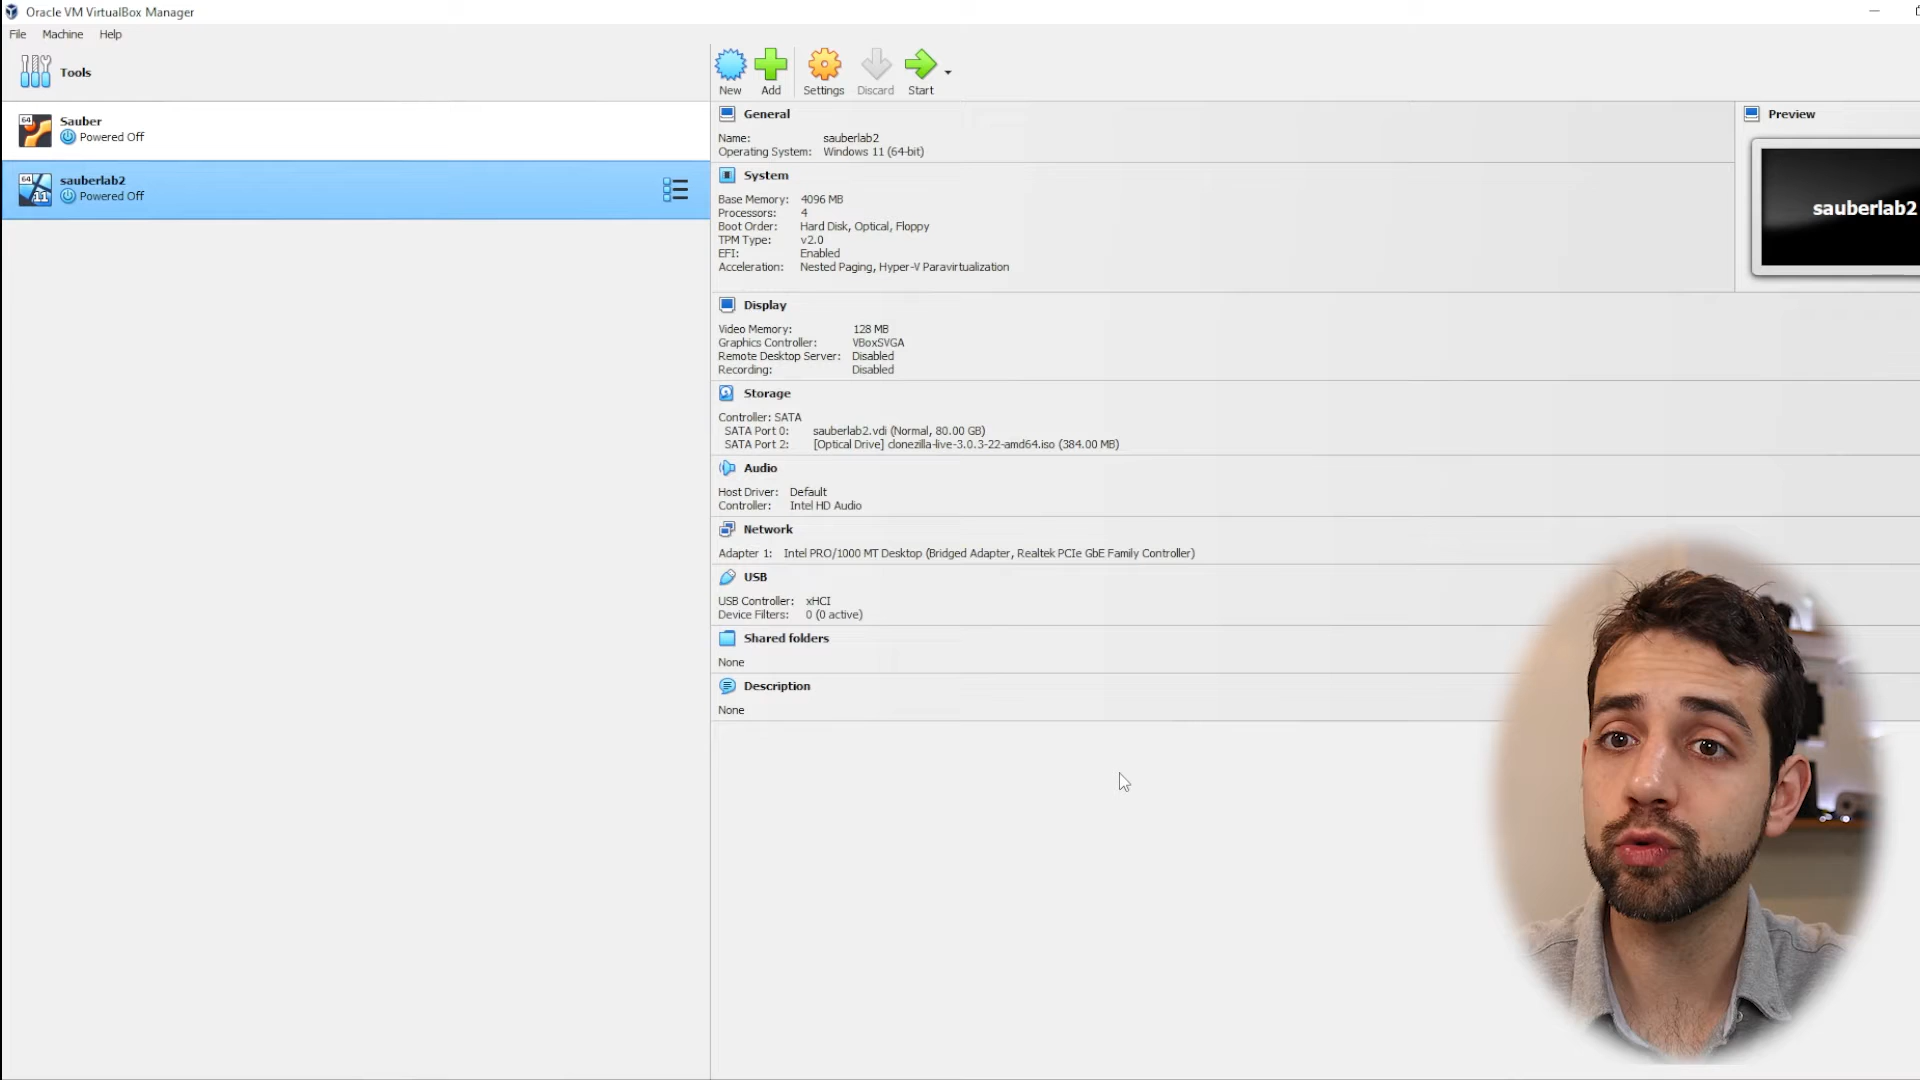 Oracle VM VirtualBox Manager
File Machine Help
Tools
New Add Settings Discard Start
64 Sauber
Powered Off
64 11 sauberlab2
Powered Off
General
Name: sauberlab2
Operating System: Windows 11 (64-bit)
System
Base Memory: 4096 MB
Processors: 4
Boot Order: Hard Disk, Optical, Floppy
TPM Type: v2.0
EFI: Enabled
Acceleration: Nested Paging, Hyper-V Paravirtualization
Display
Video Memory: 128 MB
Graphics Controller: VBoxSVGA
Remote Desktop Server: Disabled
Recording: Disabled
Storage
Controller: SATA
SATA Port 0: sauberlab2.vdi (Normal, 80.00 GB)
SATA Port 2: [Optical Drive] clonezilla-live-3.0.3-22-amd64.iso (384.00 MB)
Audio
Host Driver: Default
Controller: Intel HD Audio
Network
Adapter 1: Intel PRO/1000 MT Desktop (Bridged Adapter, Realtek PCIe GbE Family Controller)
USB
USB Controller: xHCI
Device Filters: 0 (0 active)
Shared folders
None
Description
None
Preview
sauberlab2